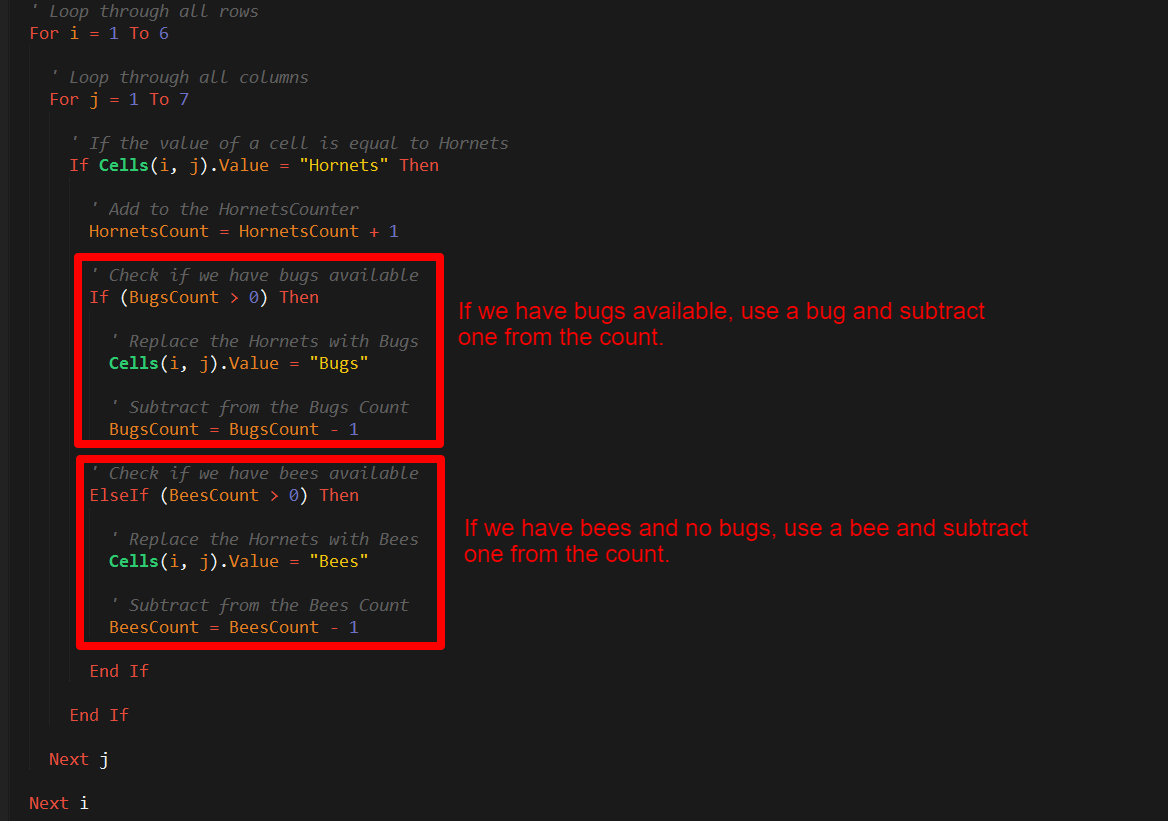 ' Loop through all rows
For i = 1 To 6
' Loop through all columns
For j = 1 To 7
' If the value of a cell is equal to Hornets
If Cells(i, j).Value = "Hornets" Then
' Add to the HornetsCounter
HornetsCount = HornetsCount + 1
' Check if we have bugs available
If (BugsCount > 0) Then
' Replace the Hornets with Bugs
Cells(i, j).Value = "Bugs"
' Subtract from the Bugs Count
BugsCount = BugsCount - 1
If we have bugs available, use a bug and subtract
one from the count.
' Check if we have bees available
ElseIf (BeesCount > 0) Then
' Replace the Hornets with Bees
Cells(i, j).Value = "Bees"
' Subtract from the Bees Count
BeesCount = BeesCount - 1
If we have bees and no bugs, use a bee and subtract
one from the count.
End If
End If
Next j
Next i